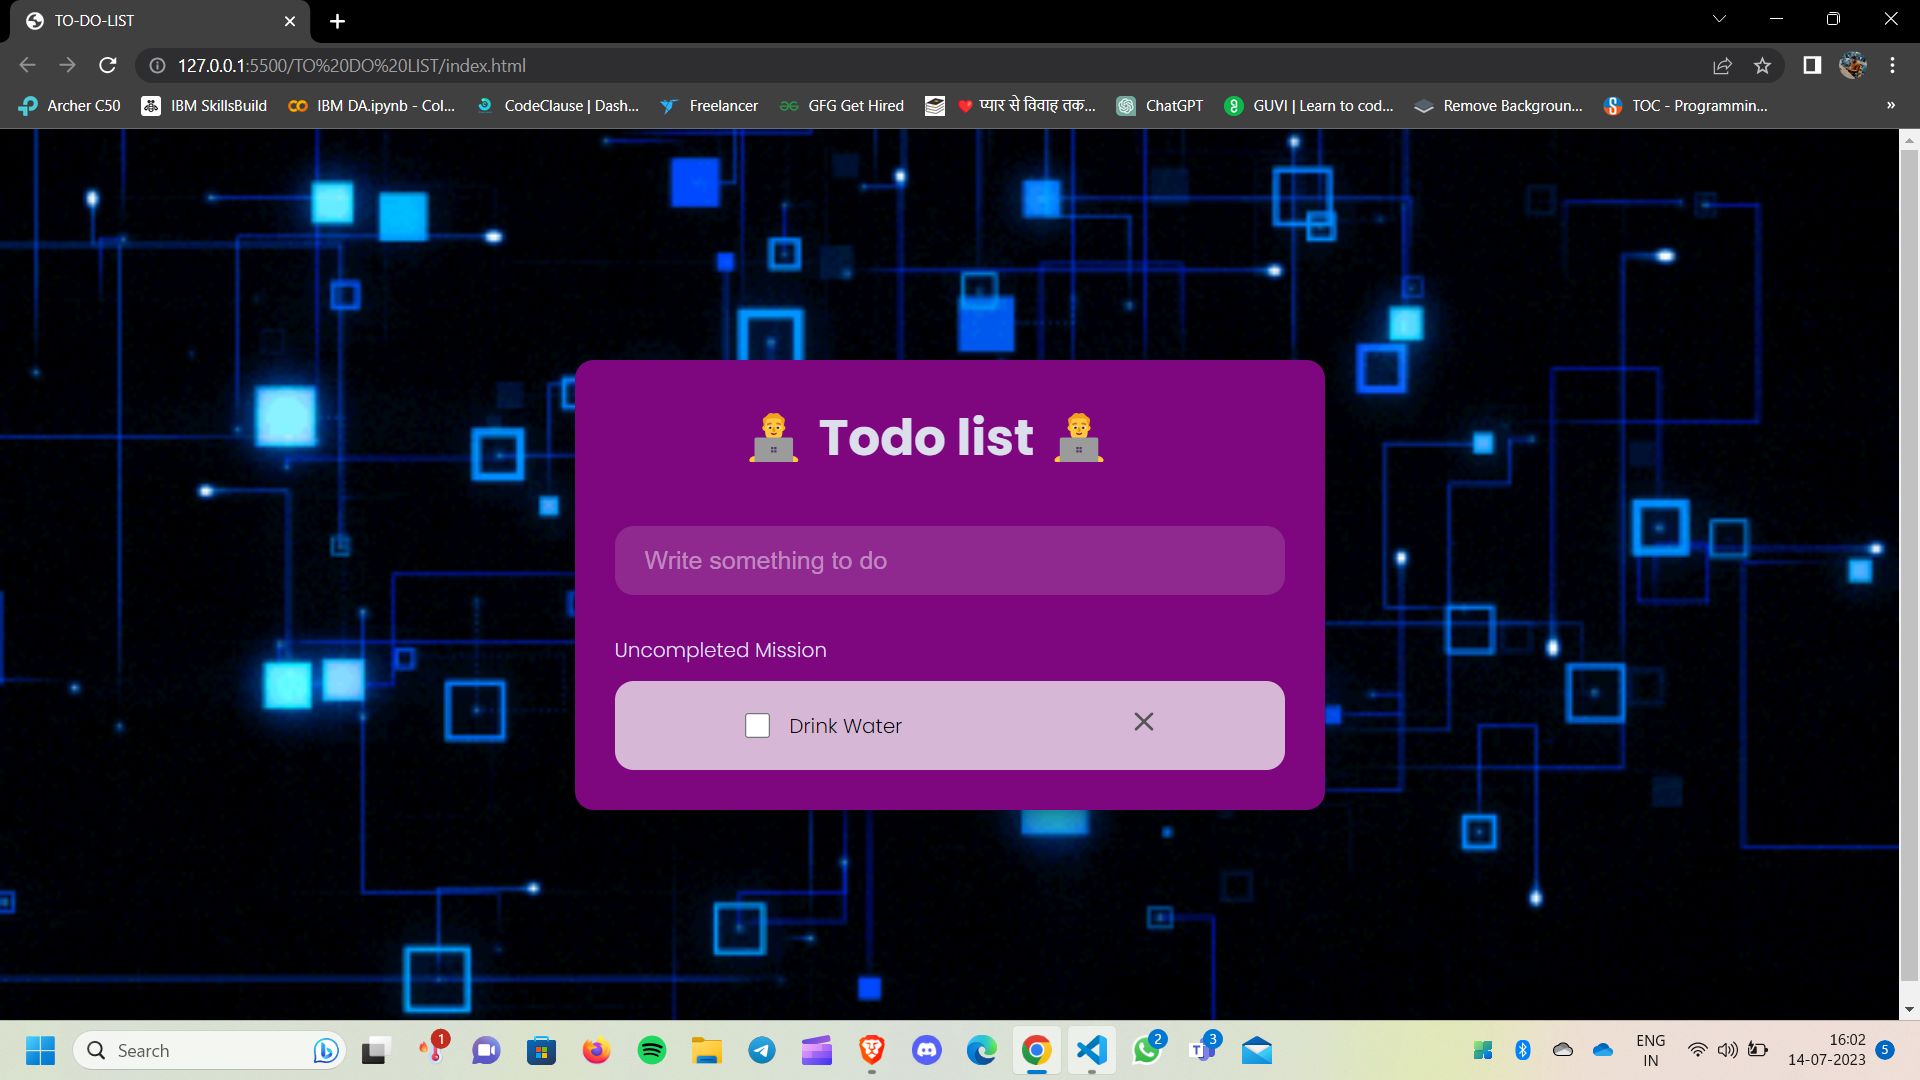 TO-DO-LIST
127.0.0.1:5500/TO%20DO%20LIST/index.html
Archer C50 IBM SkillsBuild IBM DA.ipynb - Col... CodeClause | Dash... Freelancer GFG Get Hired प्यार से विवाह तक... ChatGPT GUVI | Learn to cod... Remove Backgroun... TOC - Programmin... »
Todo list
Write something to do
Uncompleted Mission
Drink Water
Search 1 2 3 ENG 16:02
IN 14-07-2023 5